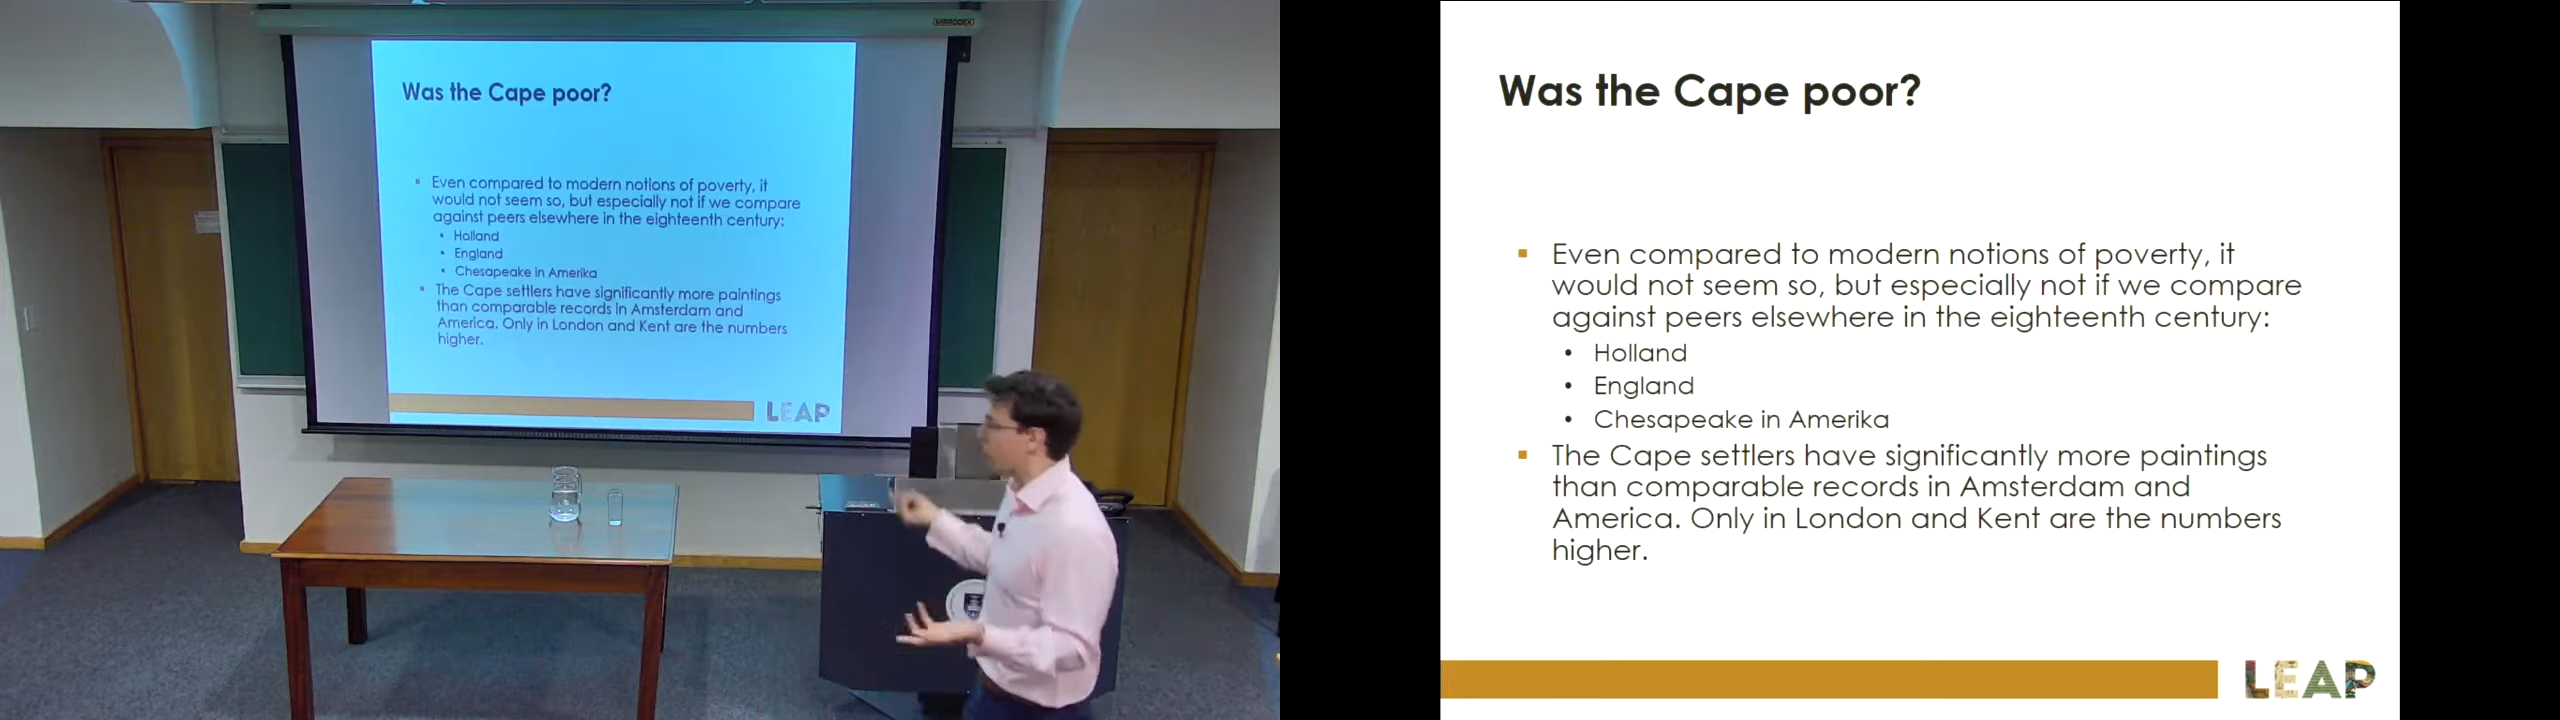 MIRRODEK
Was the Cape poor?
Even compared to modern notions of poverty, it
would not seem so, but especially not if we compare
against peers elsewhere in the eighteenth century:
Holland
England
Chesapeake in Amerika
The Cape settlers have significantly more paintings
than comparable records in Amsterdam and
America. Only in London and Kent are the numbers
higher.
LEAP
Was the Cape poor?
Even compared to modern notions of poverty, it
would not seem so, but especially not if we compare
against peers elsewhere in the eighteenth century:
Holland
England
Chesapeake in Amerika
The Cape settlers have significantly more paintings
than comparable records in Amsterdam and
America. Only in London and Kent are the numbers
higher.
LEAP